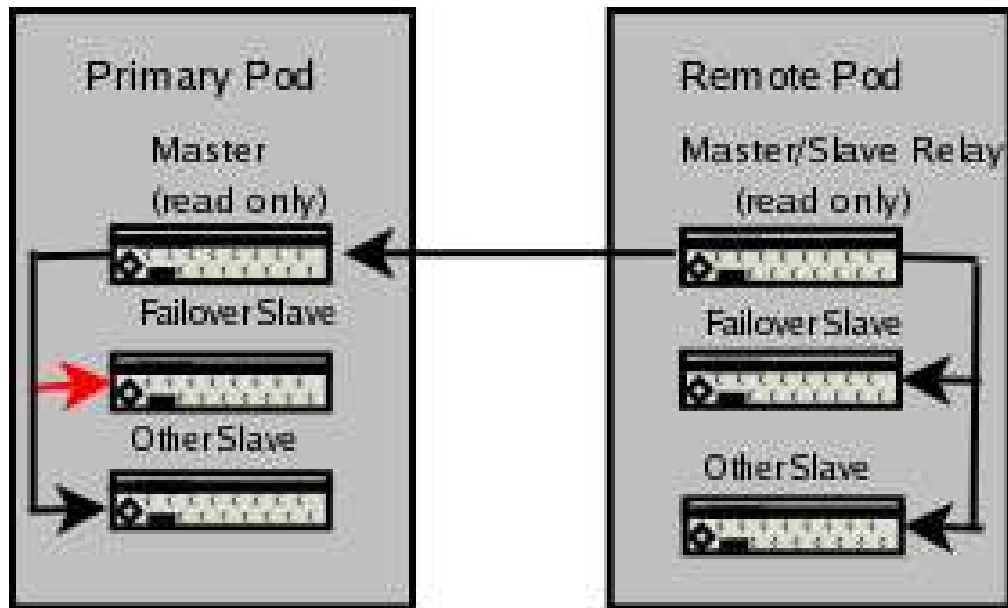 Primary Pod
Master
(read only)
Failover Slave
Other Slave
Remote Pod
Master/Slave Relay
(read only)
Failover Slave
Other Slave